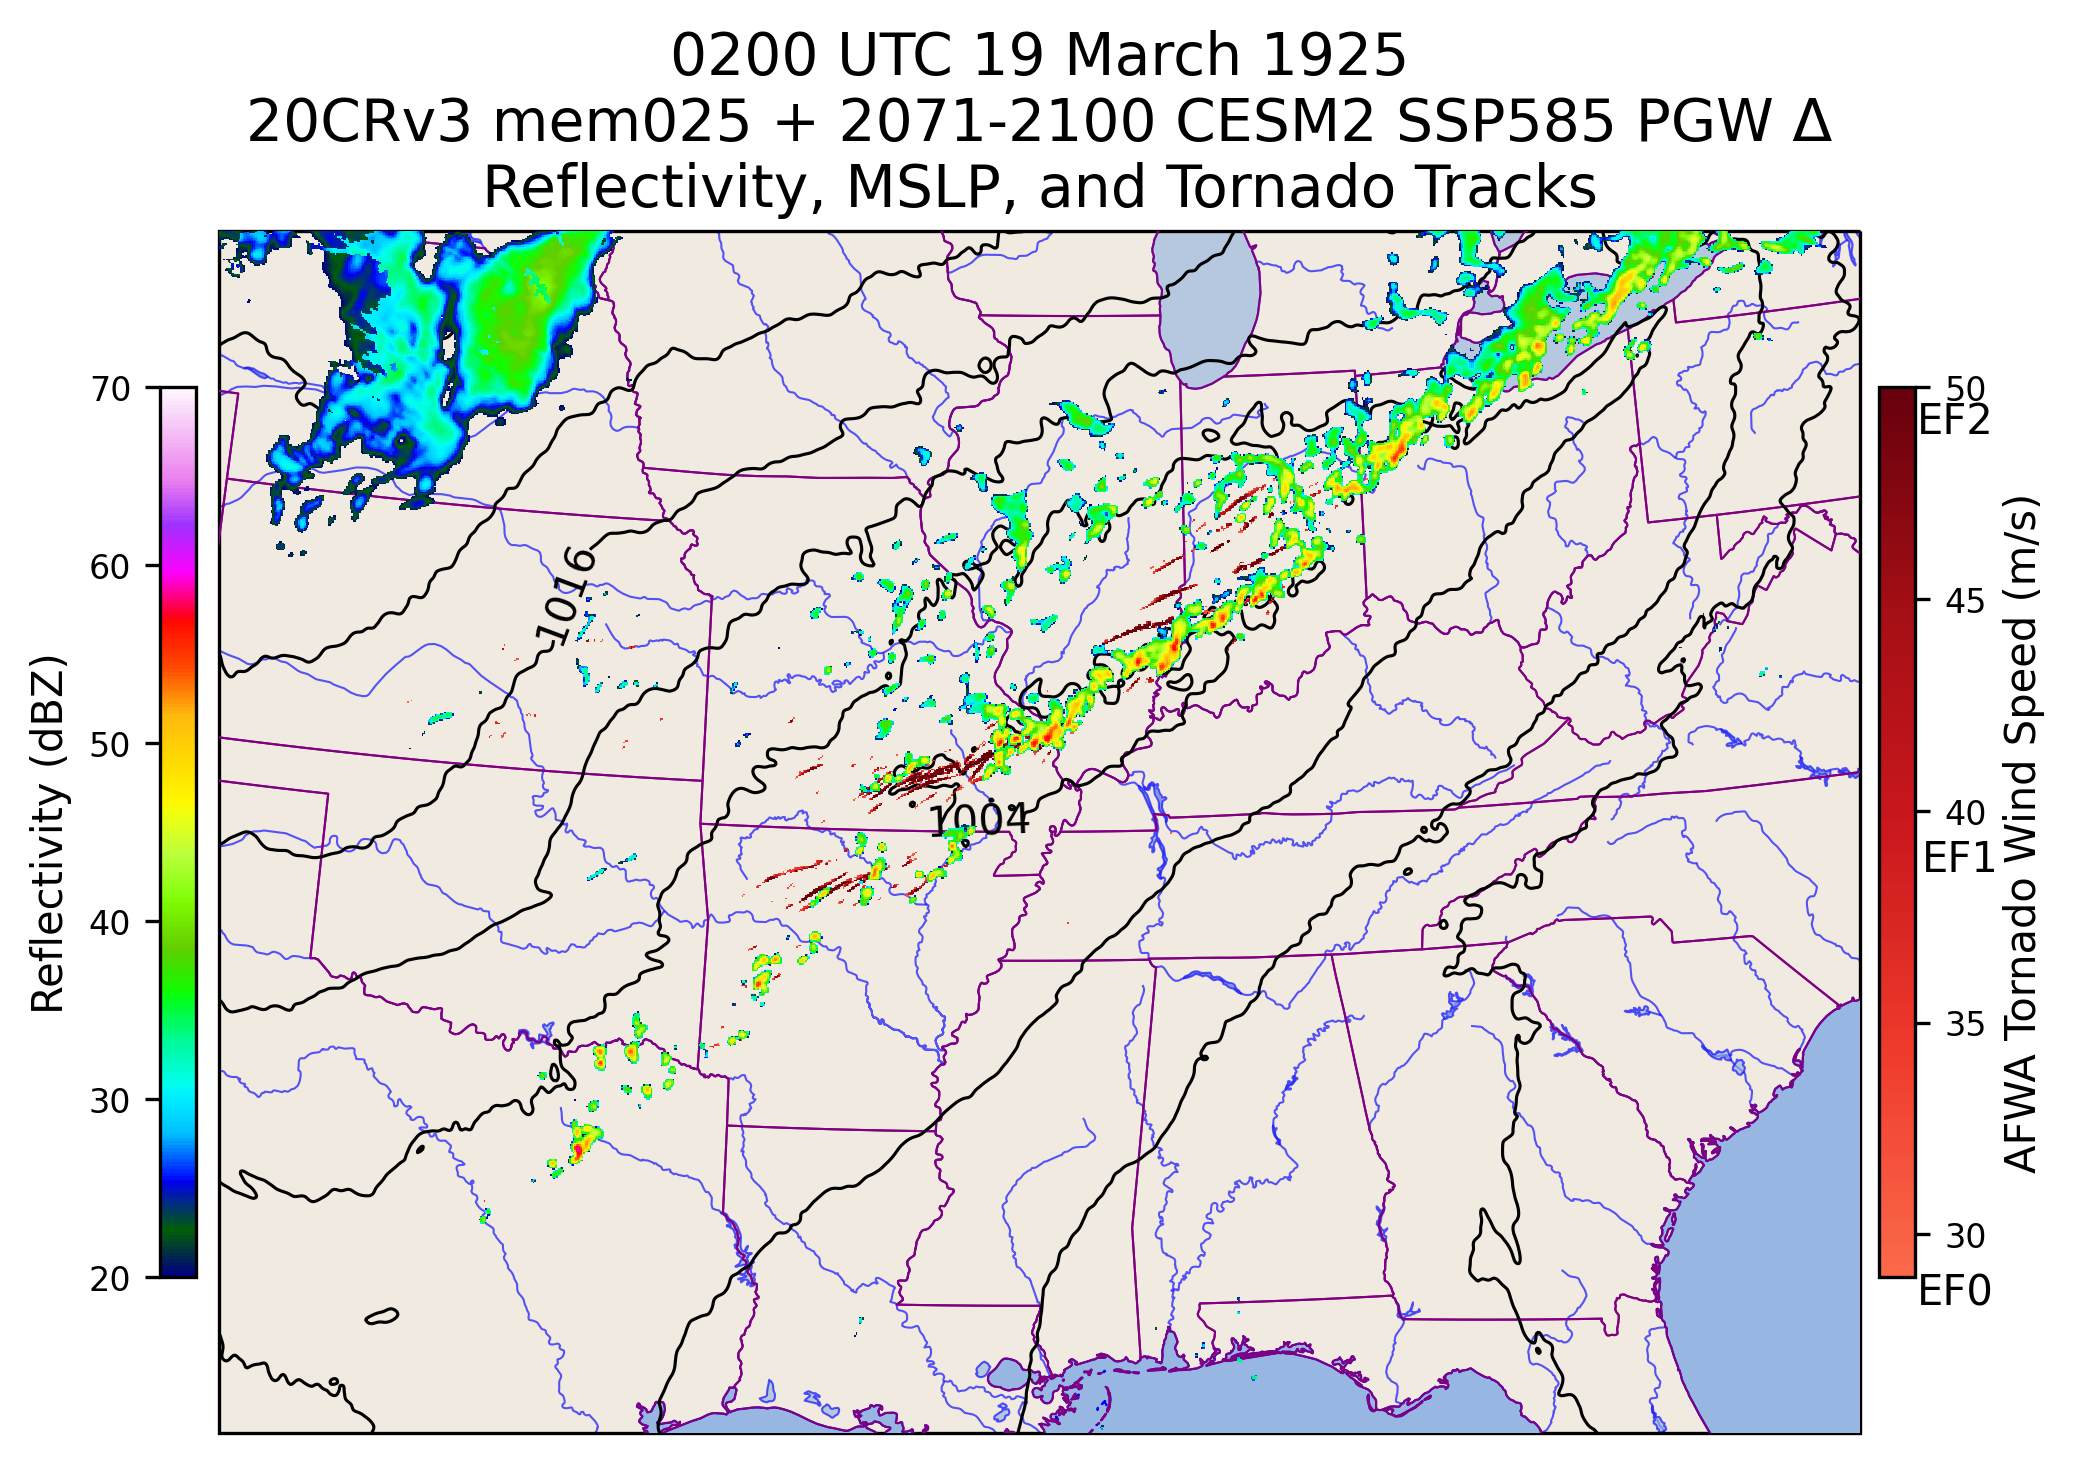 0200 UTC 19 March 1925
20CRv3 mem025 + 2071-2100 CESM2 SSP585 PGW Δ
Reflectivity, MSLP, and Tornado Tracks
70
60
50
40
30
20
Reflectivity (dBZ)
1016
1004
50
EF2
45
40
EF1
35
30
EF0
AFWA Tornado Wind Speed (m/s)